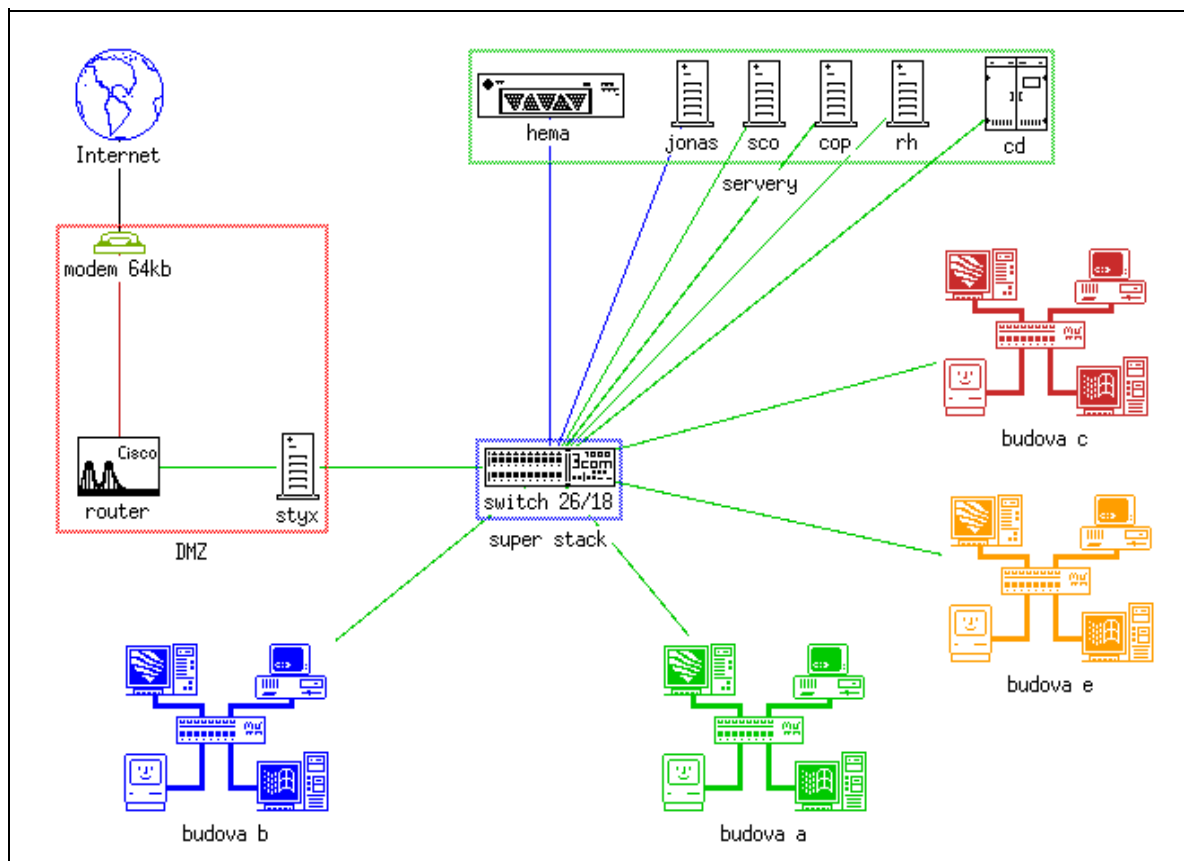 Internet
hema
jonas
sco
cop
rh
cd
servery
modem 64kb
Cisco
router
styx
DMZ
1000
3com
switch 26/18
super stack
budova c
budova e
budova b
budova a